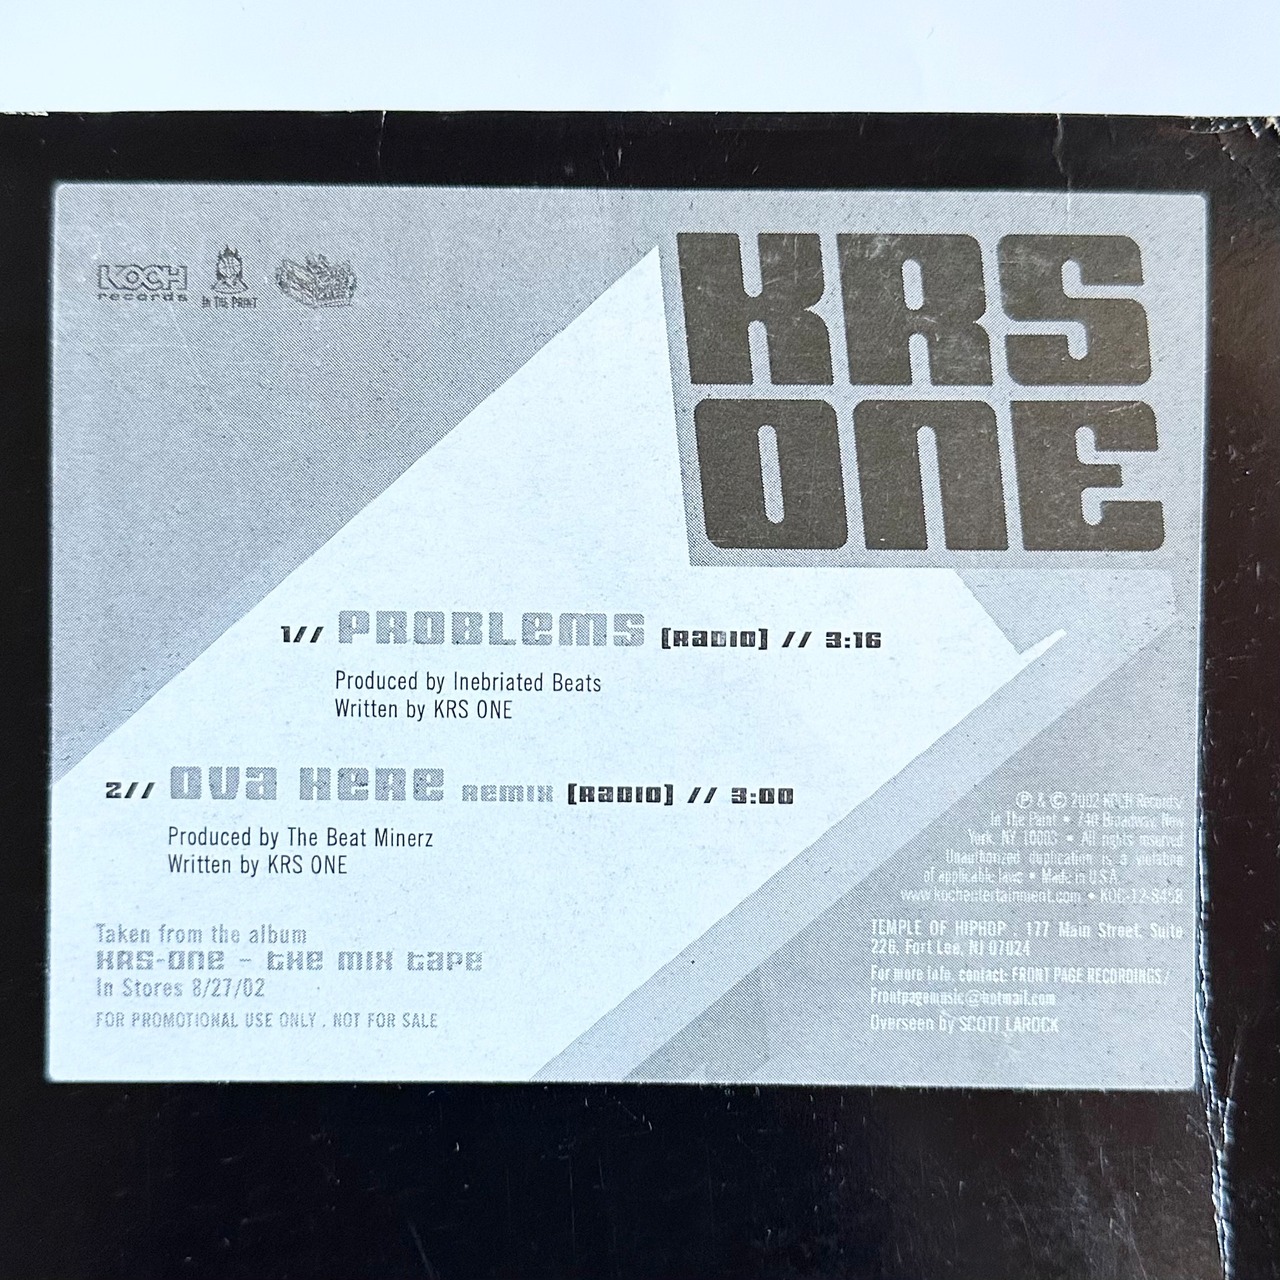 KOCH
records
IN THE PAINT
KRS
ONE
1// PROBLEMS [RADIO] // 3:16
Produced by Inebriated Beats
Written by KRS ONE
2// OVA HERE REMIX [RADIO] // 3:00
Produced by The Beat Minerz
Written by KRS ONE
Taken from the album
KRS-ONE - THE MIX TAPE
In Stores 8/27/02
FOR PROMOTIONAL USE ONLY . NOT FOR SALE
℗ & © 2002 KOCH Records/
In The Paint • 740 Broadway New
York, NY 10003 • All rights reserved
Unauthorized duplication is a violation
of applicable laws • Made in U.S.A.
www.kochentertainment.com •
TEMPLE OF HIPHOP . 177 Main Street, Suite
226, Fort Lee, NJ 07024
For more info, contact: FRONT PAGE RECORDINGS/
Frontpagemusic@hotmail.com
Overseen by SCOTT LAROCK